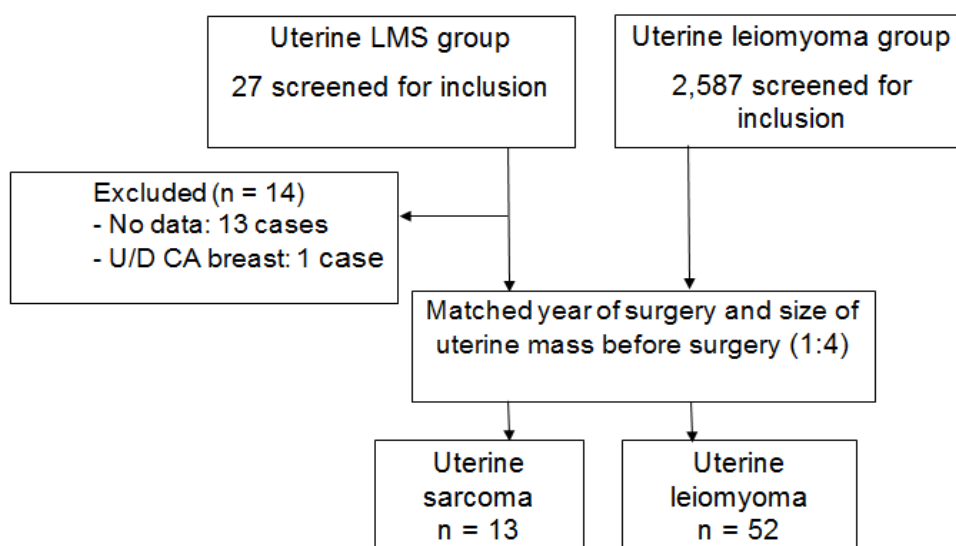 Uterine LMS group
27 screened for inclusion
Uterine leiomyoma group
2,587 screened for
inclusion
Excluded (n = 14)
- No data: 13 cases
- U/D CA breast: 1 case
Matched year of surgery and size of
uterine mass before surgery (1:4)
Uterine
sarcoma
n = 13
Uterine
leiomyoma
n = 52